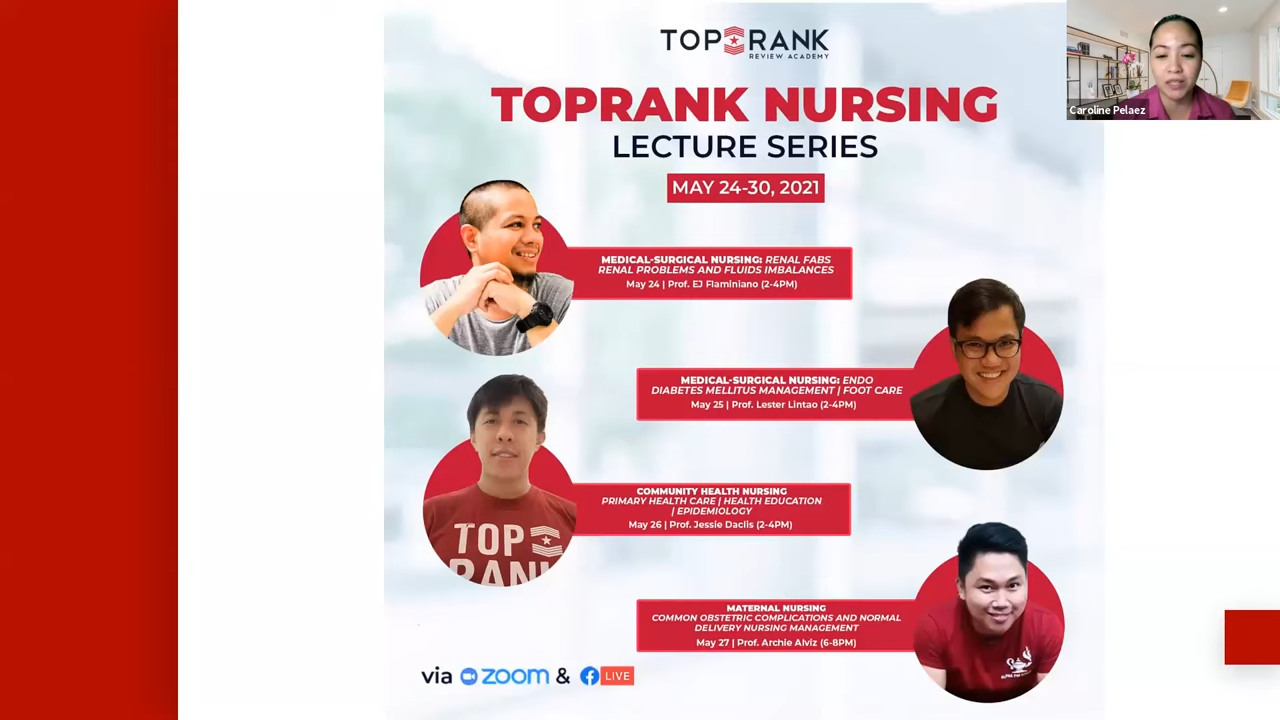 TOP RANK
REVIEW ACADEMY
Caroline Pelaez
TOPRANK NURSING
LECTURE SERIES
MAY 24-30, 2021
MEDICAL-SURGICAL NURSING: RENAL FABS
RENAL PROBLEMS AND FLUIDS IMBALANCES
May 24 | Prof. EJ Flaminiano (2-4PM)
MEDICAL-SURGICAL NURSING: ENDO
DIABETES MELLITUS MANAGEMENT | FOOT CARE
May 25 | Prof. Lester Lintao (2-4PM)
COMMUNITY HEALTH NURSING
PRIMARY HEALTH CARE | HEALTH EDUCATION
| EPIDEMIOLOGY
May 26 | Prof. Jessie Daclis (2-4PM)
TOP
RANK
MATERNAL NURSING
COMMON OBSTETRIC COMPLICATIONS AND NORMAL
DELIVERY NURSING MANAGEMENT
May 27 | Prof. Archie Alviz (6-8PM)
via zoom & LIVE